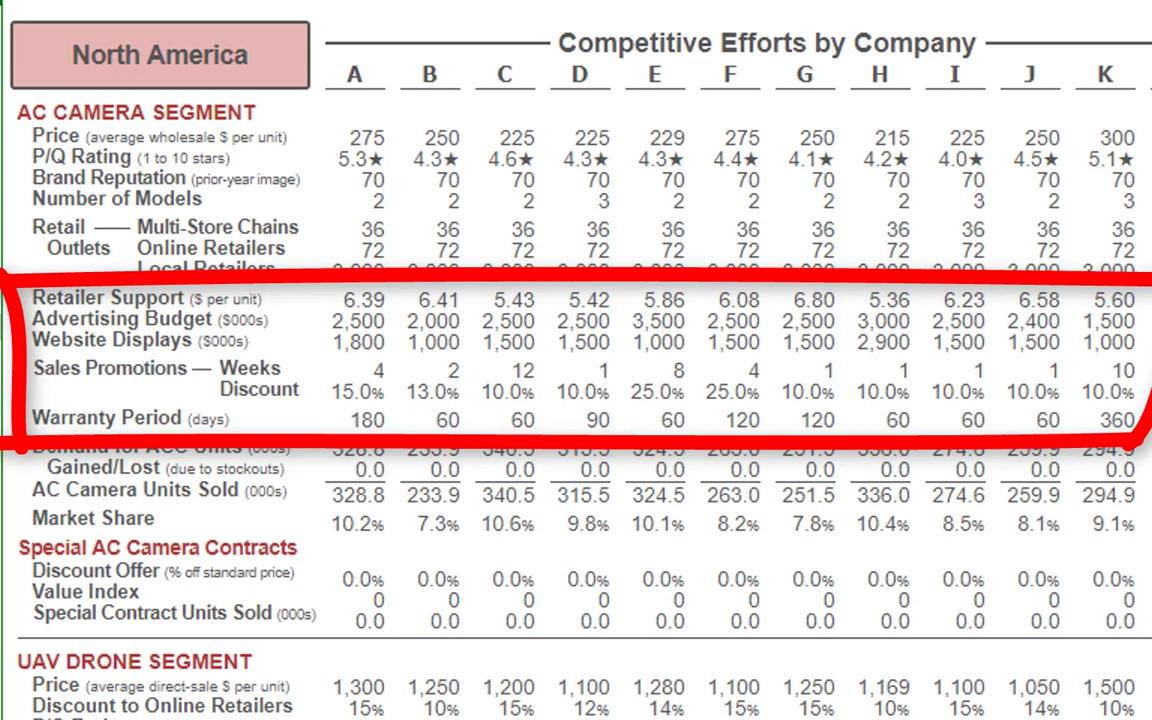 North America
Competitive Efforts by Company
A B C D E F G H I J K
AC CAMERA SEGMENT
Price (average wholesale $ per unit) 275 250 225 225 229 275 250 215 225 250 300
P/Q Rating (1 to 10 stars) 5.3★ 4.3★ 4.6★ 4.3★ 4.3★ 4.4★ 4.1★ 4.2★ 4.0★ 4.5★ 5.1★
Brand Reputation (prior-year image) 70 70 70 70 70 70 70 70 70 70 70
Number of Models 2 2 2 3 2 2 2 2 3 2 3
Retail — Multi-Store Chains 36 36 36 36 36 36 36 36 36 36 36
Outlets Online Retailers 72 72 72 72 72 72 72 72 72 72 72
Local Retailers
Retailer Support ($ per unit) 6.39 6.41 5.43 5.42 5.86 6.08 6.80 5.36 6.23 6.58 5.60
Advertising Budget ($000s) 2,500 2,000 2,500 2,500 3,500 2,500 2,500 3,000 2,500 2,400 1,500
Website Displays ($000s) 1,800 1,000 1,500 1,500 1,000 1,500 1,500 2,900 1,500 1,500 1,000
Sales Promotions — Weeks 4 2 12 1 8 4 1 1 1 1 10
Discount 15.0% 13.0% 10.0% 10.0% 25.0% 25.0% 10.0% 10.0% 10.0% 10.0% 10.0%
Warranty Period (days) 180 60 60 90 60 120 120 60 60 60 360
Gained/Lost (due to stockouts) 0.0 0.0 0.0 0.0 0.0 0.0 0.0 0.0 0.0 0.0 0.0
AC Camera Units Sold (000s) 328.8 233.9 340.5 315.5 324.5 263.0 251.5 336.0 274.6 259.9 294.9
Market Share 10.2% 7.3% 10.6% 9.8% 10.1% 8.2% 7.8% 10.4% 8.5% 8.1% 9.1%
Special AC Camera Contracts
Discount Offer (% off standard price) 0.0% 0.0% 0.0% 0.0% 0.0% 0.0% 0.0% 0.0% 0.0% 0.0% 0.0%
Value Index 0 0 0 0 0 0 0 0 0 0 0
Special Contract Units Sold (000s) 0.0 0.0 0.0 0.0 0.0 0.0 0.0 0.0 0.0 0.0 0.0
UAV DRONE SEGMENT
Price (average direct-sale $ per unit) 1,300 1,250 1,200 1,100 1,280 1,100 1,250 1,169 1,100 1,050 1,500
Discount to Online Retailers 15% 10% 15% 12% 14% 15% 15% 10% 15% 14% 10%